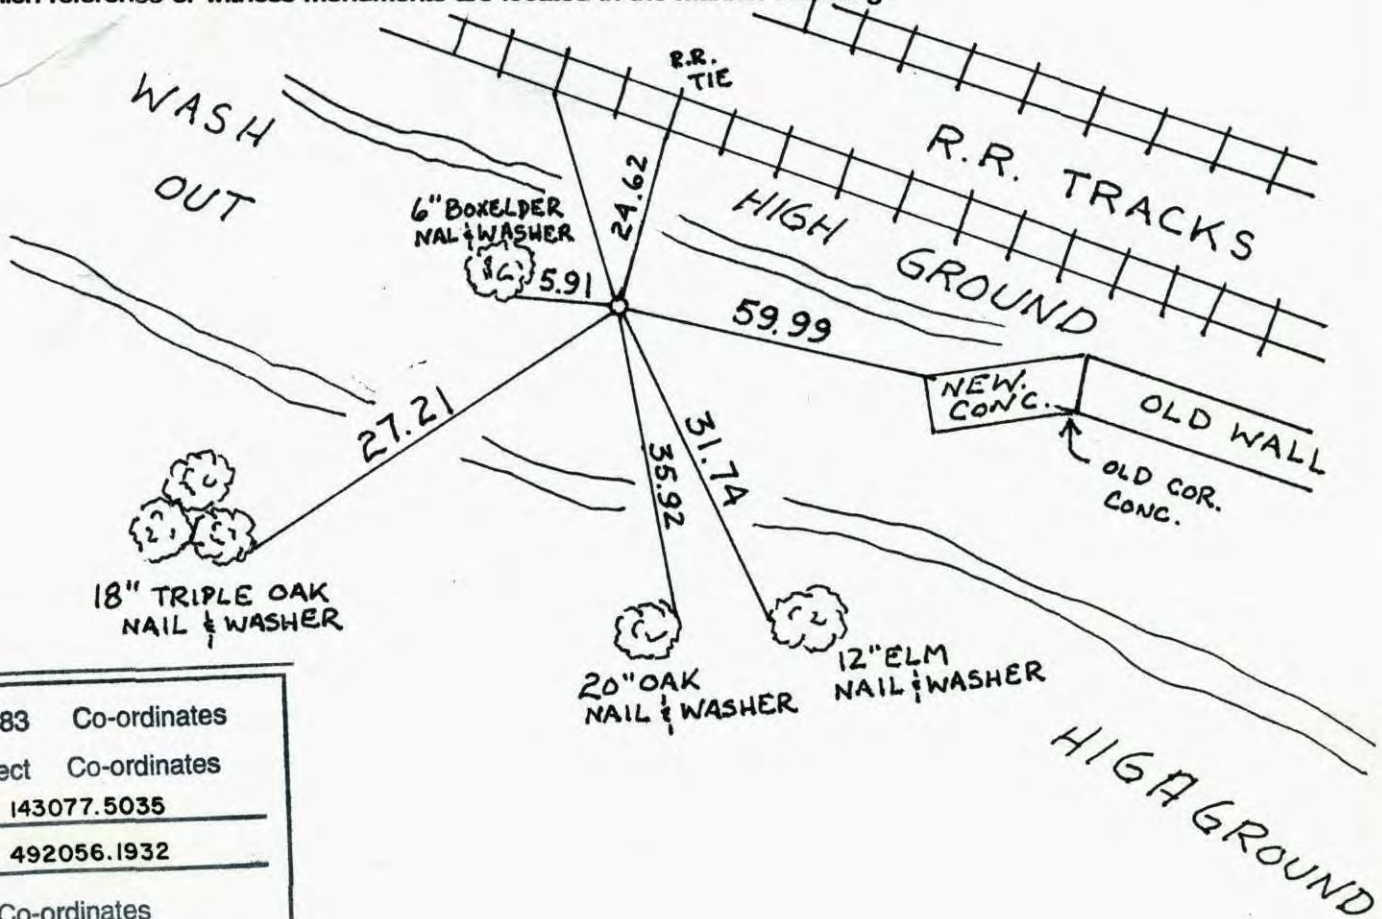 R.R.
TIE
WASH
OUT
R.R. TRACKS
6" BOXELDER
NAL & WASHER
24.62
HIGH
GROUND
5.91
59.99
NEW.
CONC.
OLD WALL
27.21
31.74
35.92
OLD COR.
CONC.
18" TRIPLE OAK
NAIL & WASHER
20" OAK
NAIL & WASHER
12" ELM
NAIL & WASHER
83 Co-ordinates
ect Co-ordinates
143077.5035
492056.1932
Co-ordinates
HIGH GROUND